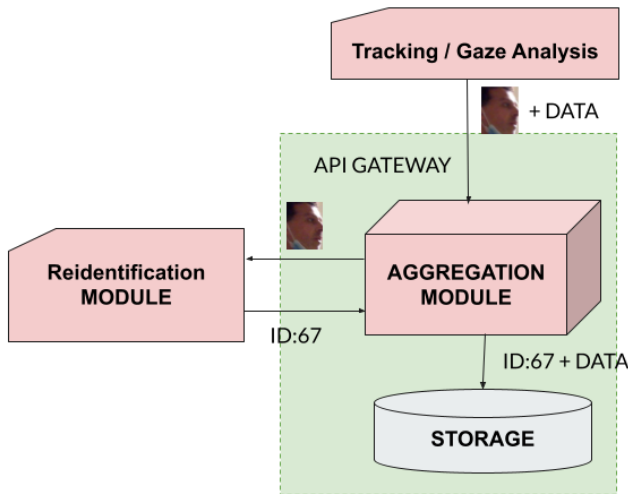 Tracking / Gaze Analysis
+ DATA
API GATEWAY
Reidentification
MODULE
AGGREGATION
MODULE
ID:67
ID:67 + DATA
STORAGE